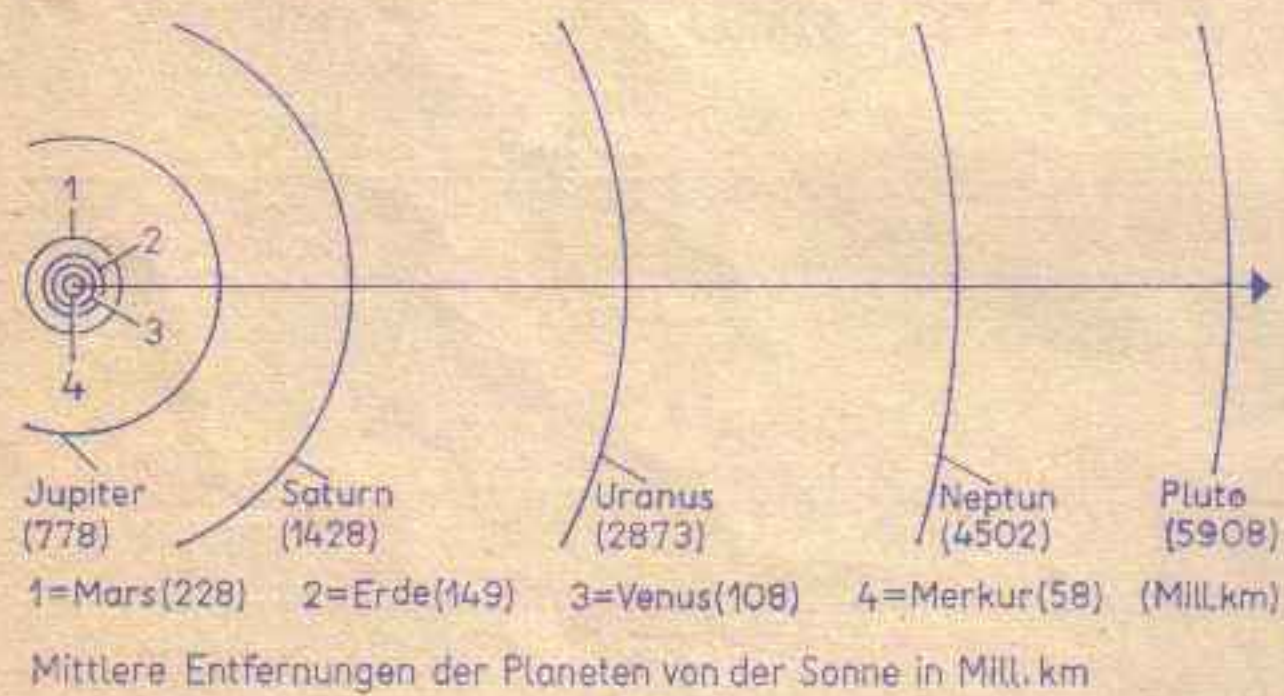 1
2
3
4
Jupiter Saturn Uranus Neptun Pluto
(778) (1428) (2873) (4502) (5908)
1=Mars(228) 2=Erde(149) 3=Venus(108) 4=Merkur(58) (Mill.km)
Mittlere Entfernungen der Planeten von der Sonne in Mill. km